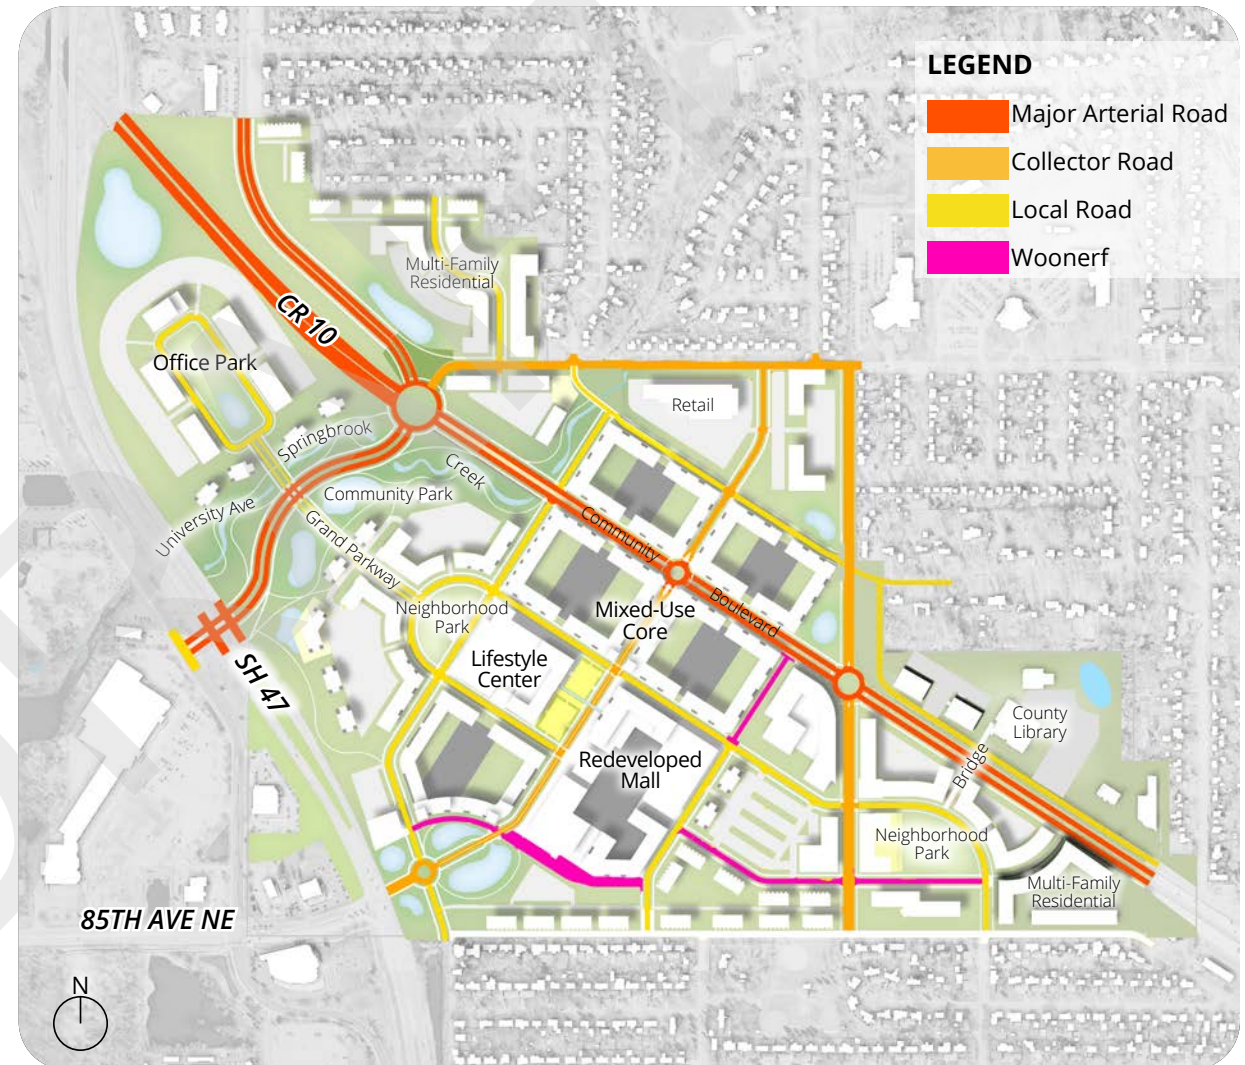 LEGEND
Major Arterial Road
Collector Road
Local Road
Woonerf
Multi-Family
Residential
CR 10
Office Park
Retail
Springbrook
Creek
Community Park
University Ave
Grand Parkway
Community
Boulevard
Neighborhood
Park
Mixed-Use
Core
Lifestyle
Center
SH 47
County
Library
Bridge
Redeveloped
Mall
Neighborhood
Park
Multi-Family
Residential
85TH AVE NE
N